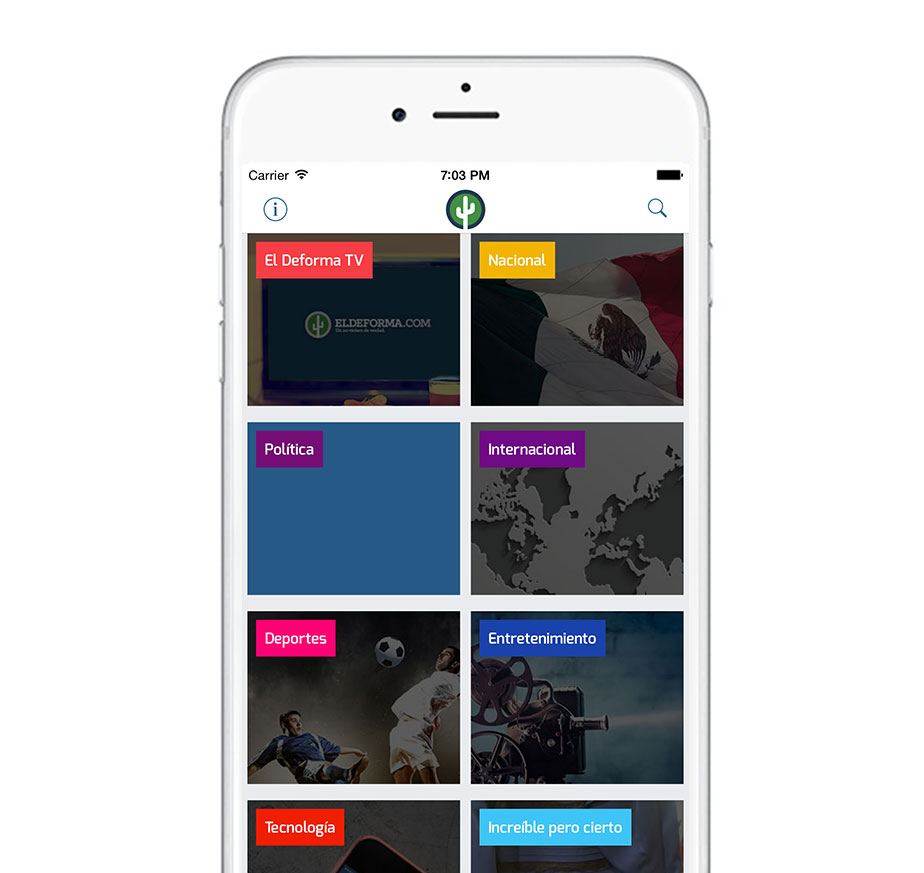 Carrier 7:03 PM
El Deforma TV
Nacional
ELDEFORMA.COM
Política
Internacional
Deportes
Entretenimiento
Tecnología
Increíble pero cierto